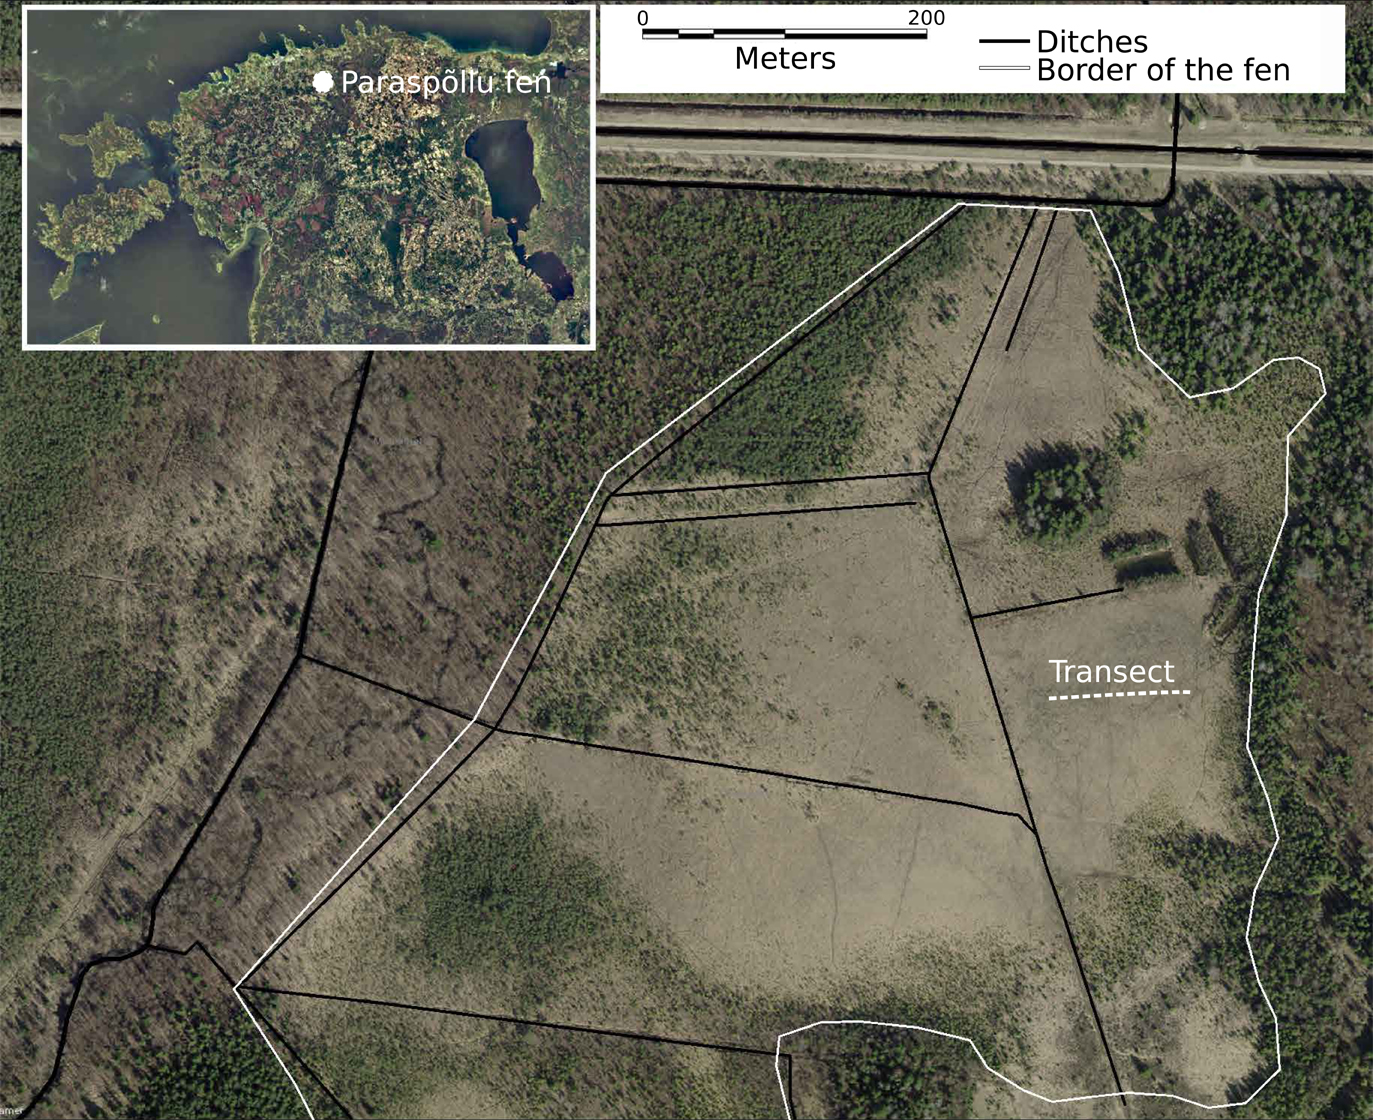 Paraspõllu fen
0 200
Meters
Ditches
Border of the fen
Transect